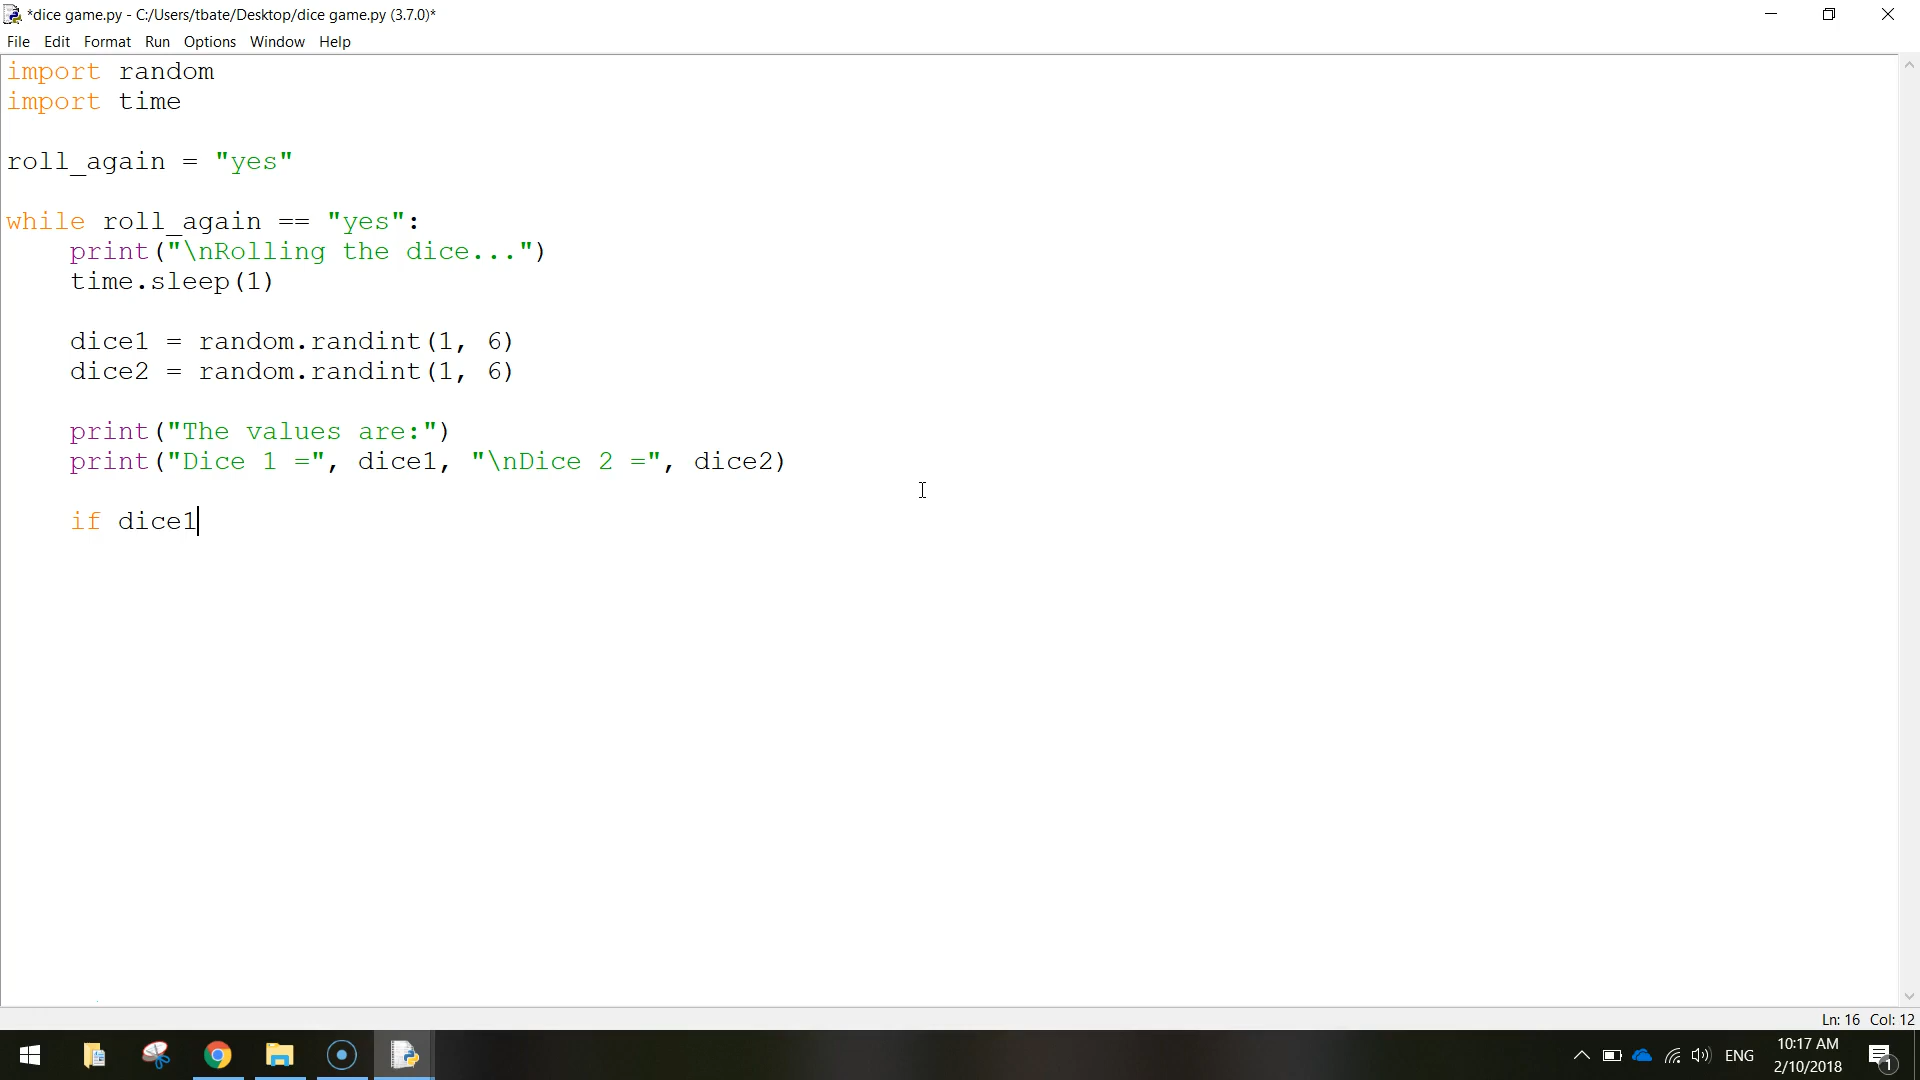 *dice game.py - C:/Users/tbate/Desktop/dice game.py (3.7.0)*
File Edit Format Run Options Window Help
import random
import time
roll_again = "yes"
while roll_again == "yes":
    print("\nRolling the dice...")
    time.sleep(1)
    dice1 = random.randint(1, 6)
    dice2 = random.randint(1, 6)
    print("The values are:")
    print("Dice 1 =", dice1, "\nDice 2 =", dice2)
    if dice1
Ln: 16 Col: 12
ENG
10:17 AM
2/10/2018
1